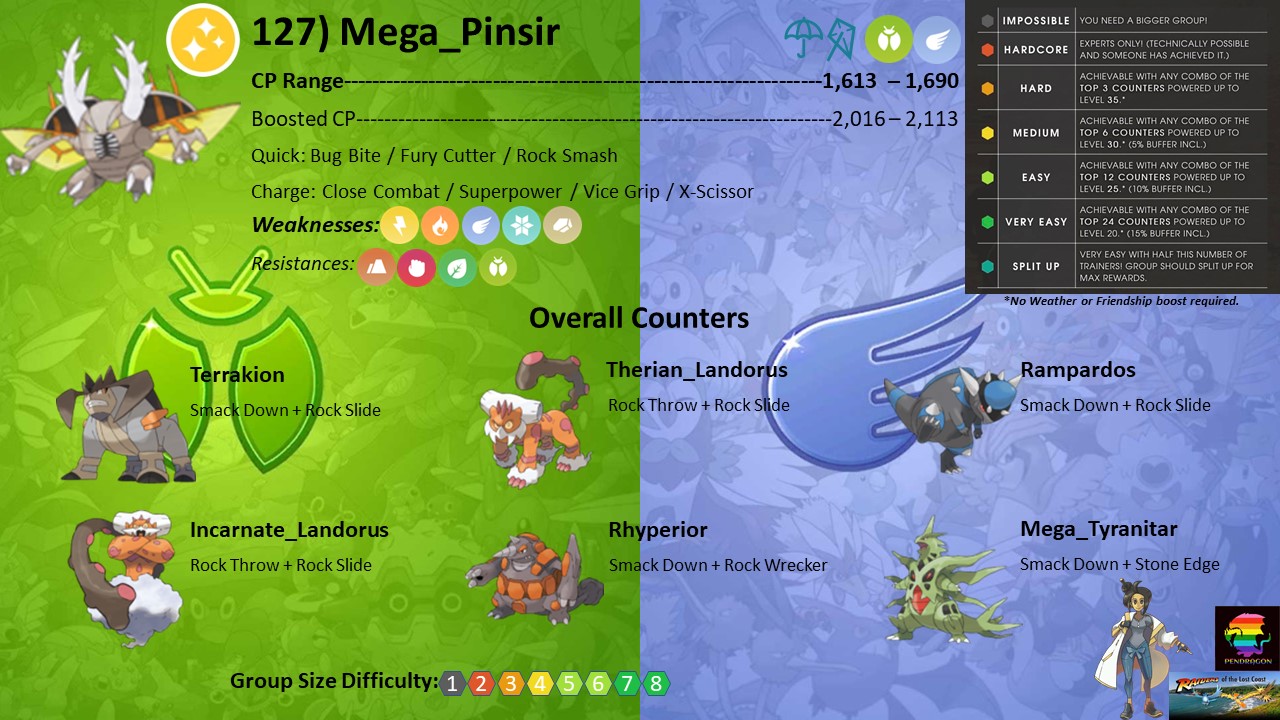 127) Mega_Pinsir
CP Range--------------------------------------------------------------------1,613 – 1,690
Boosted CP--------------------------------------------------------------------2,016 – 2,113
Quick: Bug Bite / Fury Cutter / Rock Smash
Charge: Close Combat / Superpower / Vice Grip / X-Scissor
Weaknesses:
Resistances:
IMPOSSIBLE YOU NEED A BIGGER GROUP!
HARDCORE EXPERTS ONLY! (TECHNICALLY POSSIBLE
AND SOMEONE HAS ACHIEVED IT.)
HARD ACHIEVABLE WITH ANY COMBO OF THE
TOP 3 COUNTERS POWERED UP TO
LEVEL 35.*
MEDIUM ACHIEVABLE WITH ANY COMBO OF THE
TOP 6 COUNTERS POWERED UP TO
LEVEL 30.* (5% BUFFER INCL.)
EASY ACHIEVABLE WITH ANY COMBO OF THE
TOP 12 COUNTERS POWERED UP TO
LEVEL 25.* (10% BUFFER INCL.)
VERY EASY ACHIEVABLE WITH ANY COMBO OF THE
TOP 24 COUNTERS POWERED UP TO
LEVEL 20.* (15% BUFFER INCL.)
SPLIT UP VERY EASY WITH HALF THIS NUMBER OF
TRAINERS! GROUP SHOULD SPLIT UP FOR
MAX REWARDS.
*No Weather or Friendship boost required.
Overall Counters
Terrakion
Smack Down + Rock Slide
Therian_Landorus
Rock Throw + Rock Slide
Rampardos
Smack Down + Rock Slide
Incarnate_Landorus
Rock Throw + Rock Slide
Rhyperior
Smack Down + Rock Wrecker
Mega_Tyranitar
Smack Down + Stone Edge
Group Size Difficulty: 1 2 3 4 5 6 7 8
PENDRAGON
RAIDERS of the Lost Coast